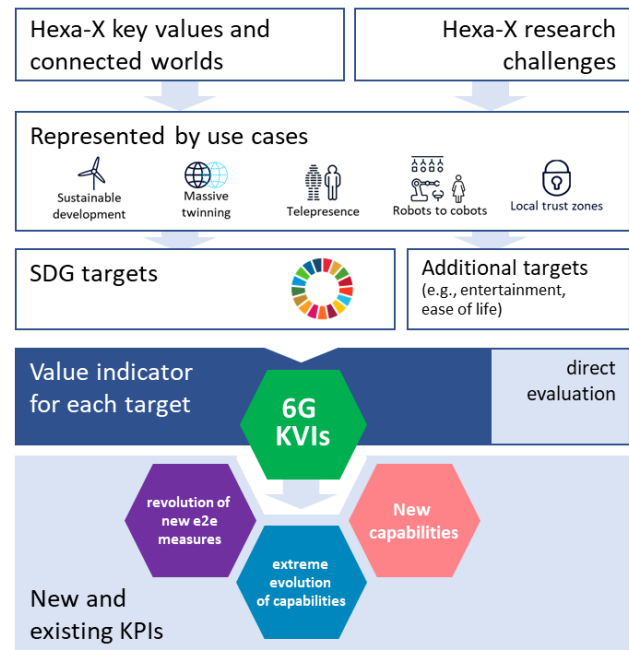 Hexa-X key values and
connected worlds
Hexa-X research
challenges
Represented by use cases
Sustainable
development
Massive
twinning
Telepresence
Robots to cobots
Local trust zones
SDG targets
Additional targets
(e.g., entertainment,
ease of life)
Value indicator
for each target
6G
KVIs
direct
evaluation
revolution of
new e2e
measures
New
capabilities
extreme
evolution
of capabilities
New and
existing KPIs